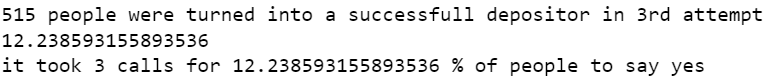 515 people were turned into a successfull depositor in 3rd attempt
12.238593155893536
it took 3 calls for 12.238593155893536 % of people to say yes